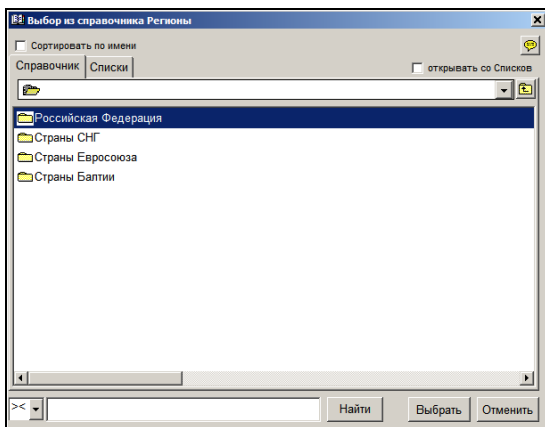 Выбор из справочника Регионы
Сортировать по имени
Справочник Списки открывать со Списков
Российская Федерация
Страны СНГ
Страны Евросоюза
Страны Балтии
>< Найти Выбрать Отменить